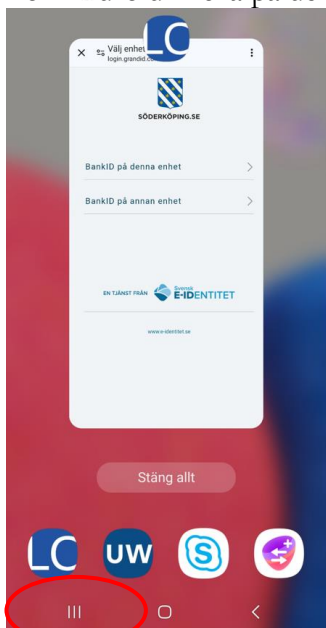 LC
Välj enhet
login.grandid.c
SÖDERKÖPING.SE
BankID på denna enhet
BankID på annan enhet
EN TJÄNST FRÅN Svensk
E-IDENTITET
www.e-identitet.se
Stäng allt
LC UW S